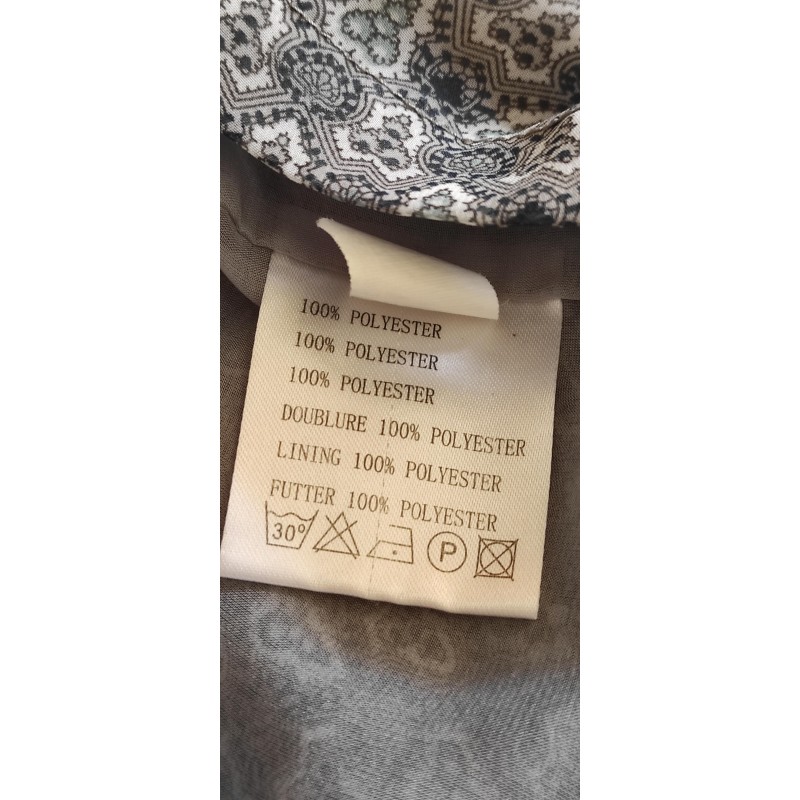 100% POLYESTER
100% POLYESTER
100% POLYESTER
DOUBLURE 100% POLYESTER
LINING 100% POLYESTER
FUTTER 100% POLYESTER
30° P